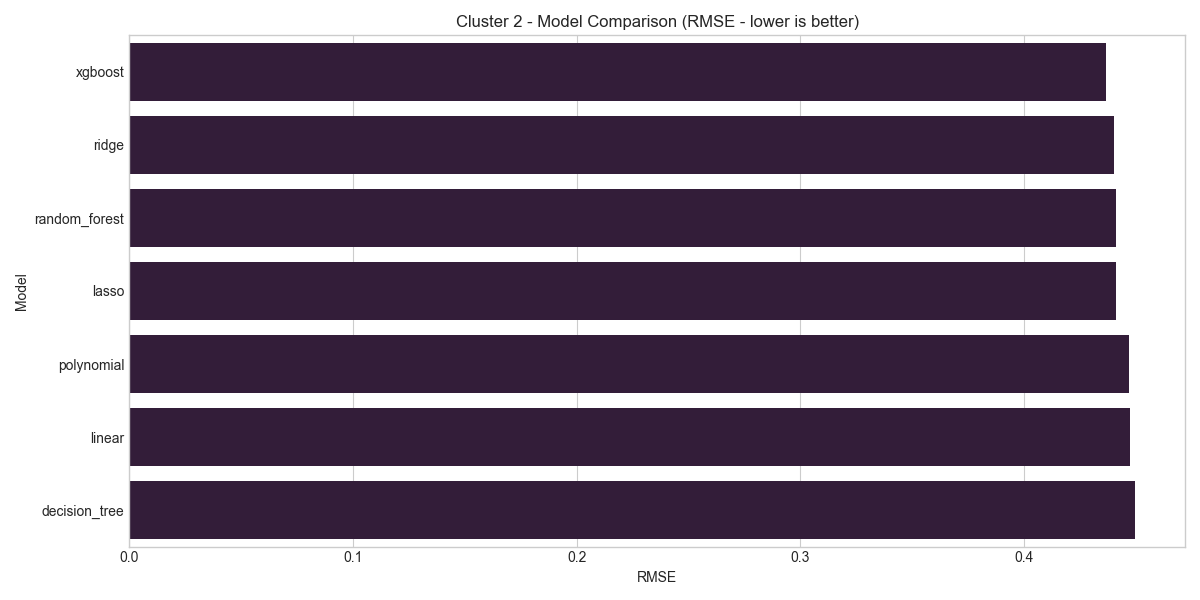 Cluster 2 - Model Comparison (RMSE - lower is better)
Model
xgboost
ridge
random_forest
lasso
polynomial
linear
decision_tree
0.0 0.1 0.2 0.3 0.4
RMSE